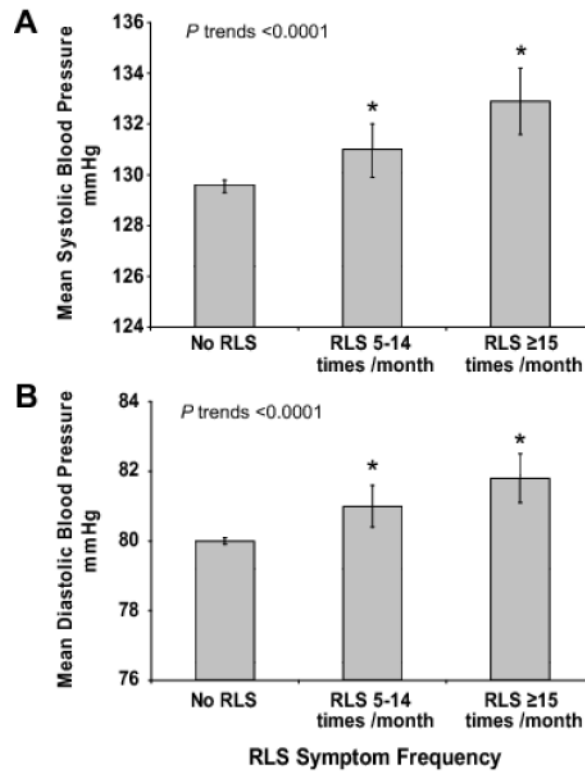 A
P trends <0.0001
Mean Systolic Blood Pressure
mmHg
136
134
132
130
128
126
124
*
*
No RLS
RLS 5-14
times /month
RLS ≥15
times /month
B
P trends <0.0001
Mean Diastolic Blood Pressure
mmHg
84
82
80
78
76
*
*
No RLS
RLS 5-14
times /month
RLS ≥15
times /month
RLS Symptom Frequency